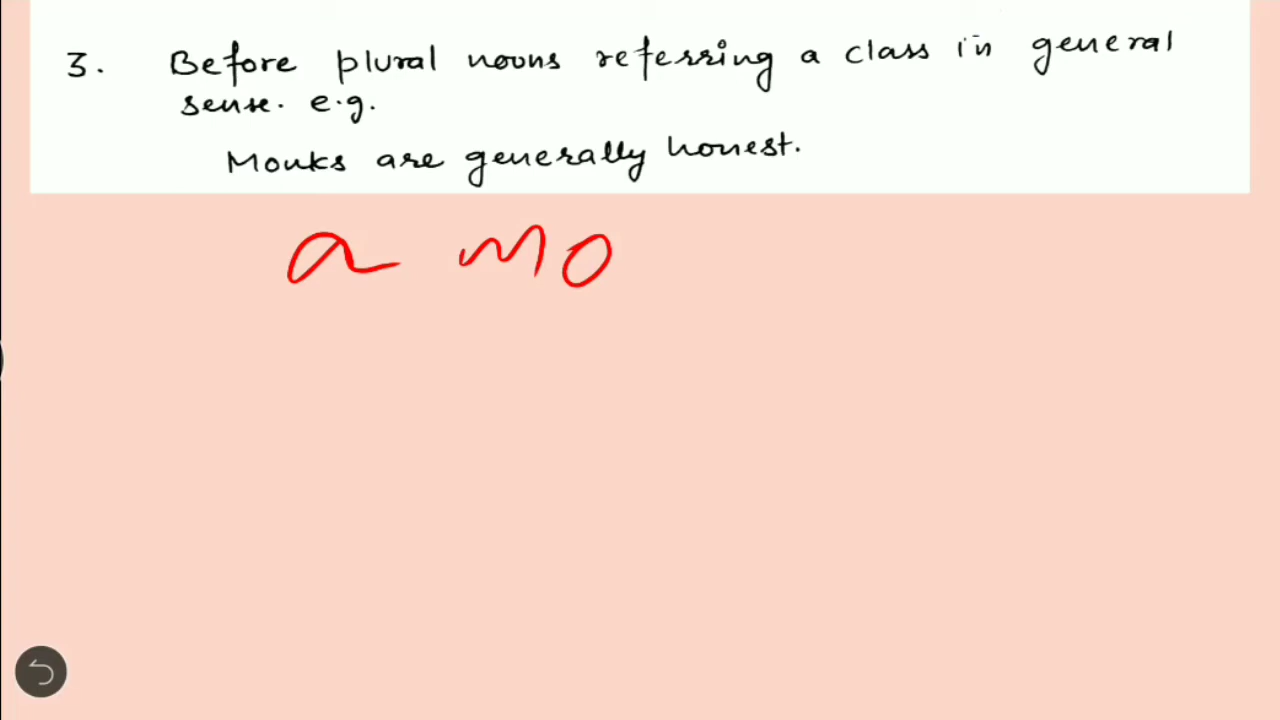 3. Before plural nouns referring a class in general
sense. e.g.
Monks are generally honest.
a mo